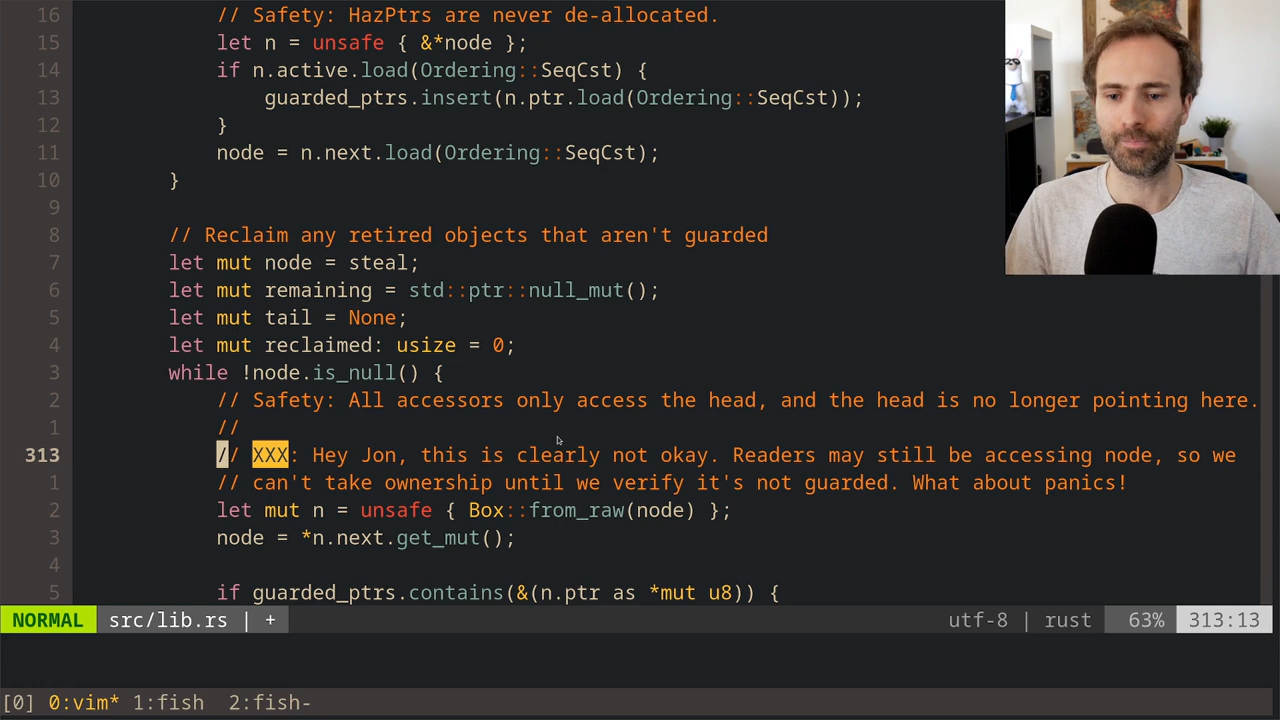 16 // Safety: HazPtrs are never de-allocated.
15 let n = unsafe { &*node };
14 if n.active.load(Ordering::SeqCst) {
13 guarded_ptrs.insert(n.ptr.load(Ordering::SeqCst));
12 }
11 node = n.next.load(Ordering::SeqCst);
10 }
9
8 // Reclaim any retired objects that aren't guarded
7 let mut node = steal;
6 let mut remaining = std::ptr::null_mut();
5 let mut tail = None;
4 let mut reclaimed: usize = 0;
3 while !node.is_null() {
2 // Safety: All accessors only access the head, and the head is no longer pointing here.
1 //
313 // XXX: Hey Jon, this is clearly not okay. Readers may still be accessing node, so we
1 // can't take ownership until we verify it's not guarded. What about panics!
2 let mut n = unsafe { Box::from_raw(node) };
3 node = *n.next.get_mut();
4
5 if guarded_ptrs.contains(&(n.ptr as *mut u8)) {
NORMAL src/lib.rs | + utf-8 | rust 63% 313:13
[0] 0:vim* 1:fish 2:fish-